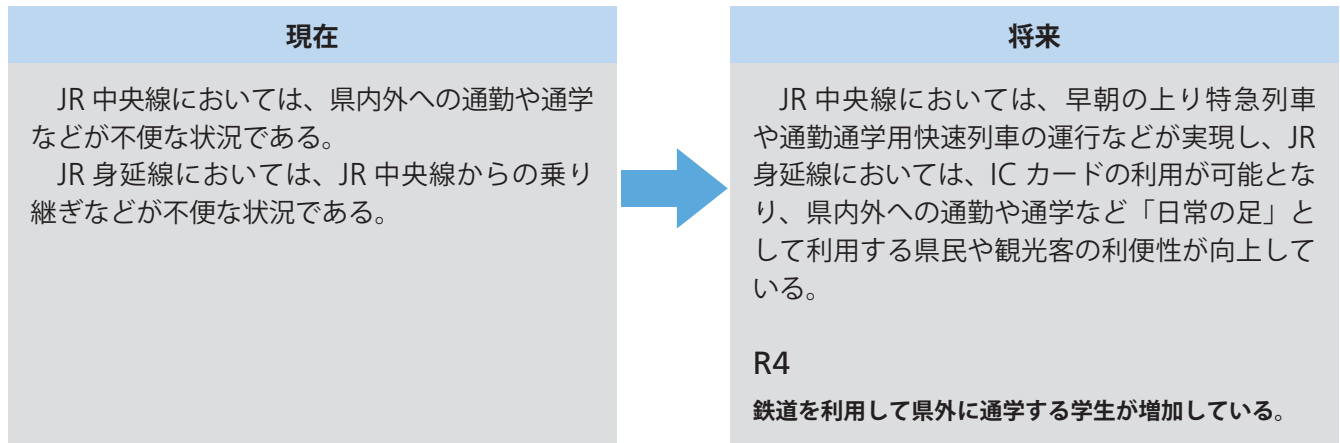 現在
JR 中央線においては、県内外への通勤や通学
などが不便な状況である。
JR 身延線においては、JR 中央線からの乗り
継ぎなどが不便な状況である。
将来
JR 中央線においては、早朝の上り特急列車
や通勤通学用快速列車の運行などが実現し、JR
身延線においては、IC カードの利用が可能とな
り、県内外への通勤や通学など「日常の足」と
して利用する県民や観光客の利便性が向上して
いる。
R4
鉄道を利用して県外に通学する学生が増加している。